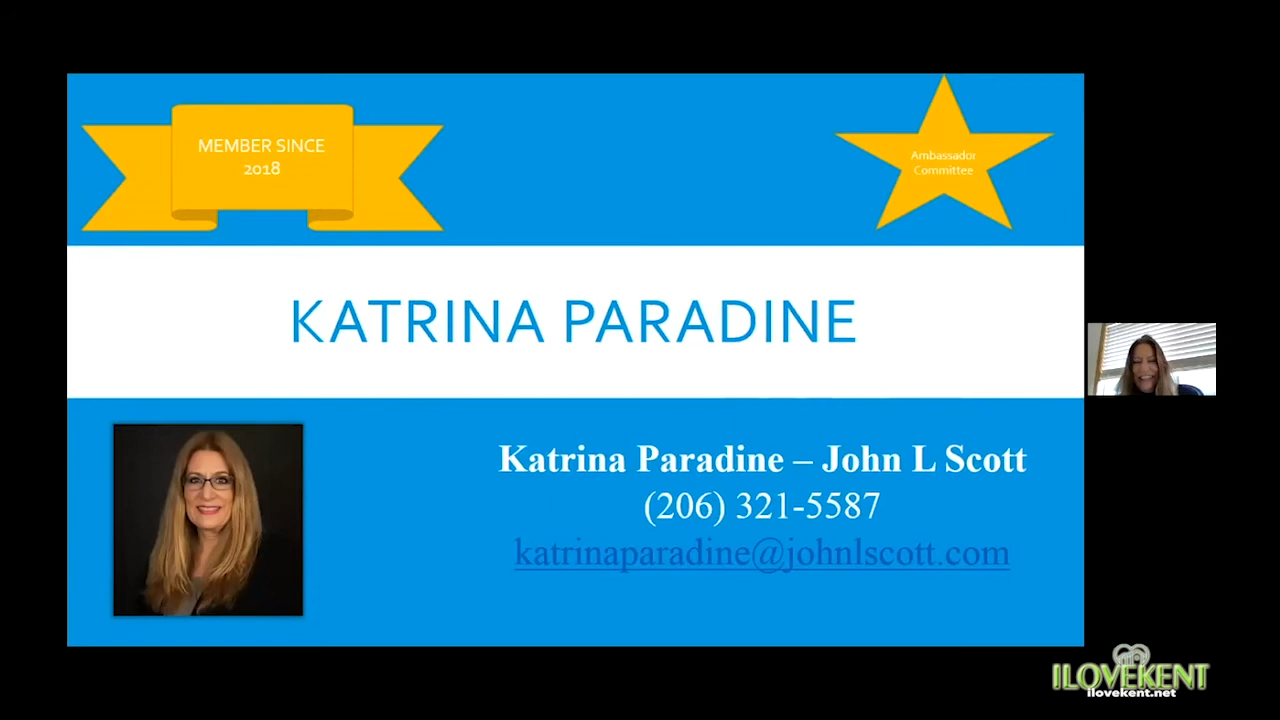 MEMBER SINCE
2018
Ambassador
Committee
KATRINA PARADINE
Katrina Paradine – John L Scott
(206) 321-5587
katrinaparadine@johnlscott.com
ILOVEKENT
ilovekent.net